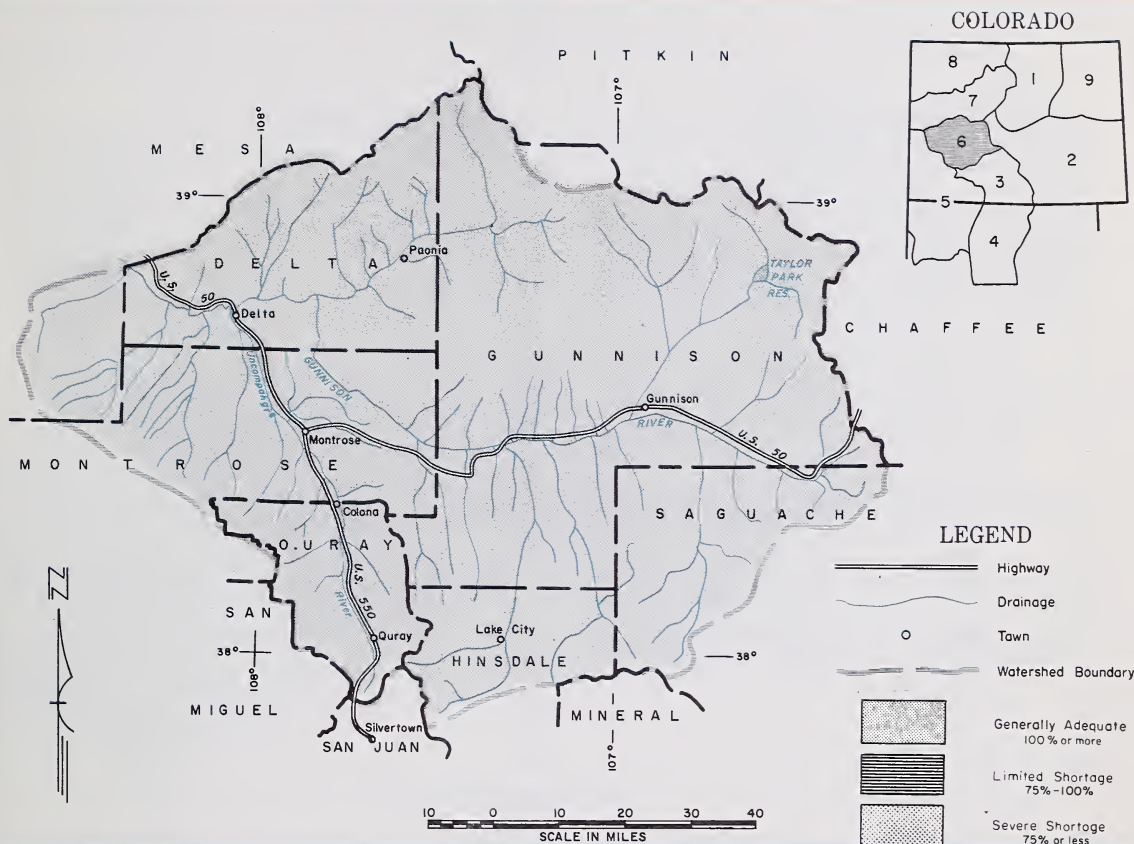 COLORADO
8
1
9
7
6
2
3
5
4
PITKIN
107°
108°
MESA
39°
39°
Paonia
DELTA
TAYLOR
PARK
RES.
U.S. 50
Delta
CHAFFEE
GUNNISON
Uncompahgre
GUNNISON
Gunnison
RIVER
U.S. 50
Montrose
MONTROSE
Colona
SAGUACHE
OURAY
U.S. 550
River
SAN
Lake City
Quray
38°
38°
HINSDALE
108°
MIGUEL
MINERAL
Silvertown
SAN JUAN
107°
N
LEGEND
Highway
Drainage
Tawn
Watershed Boundary
Generally Adequate
100% or more
Limited Shortage
75%-100%
Severe Shortage
75% or less
10 0 10 20 30 40
SCALE IN MILES